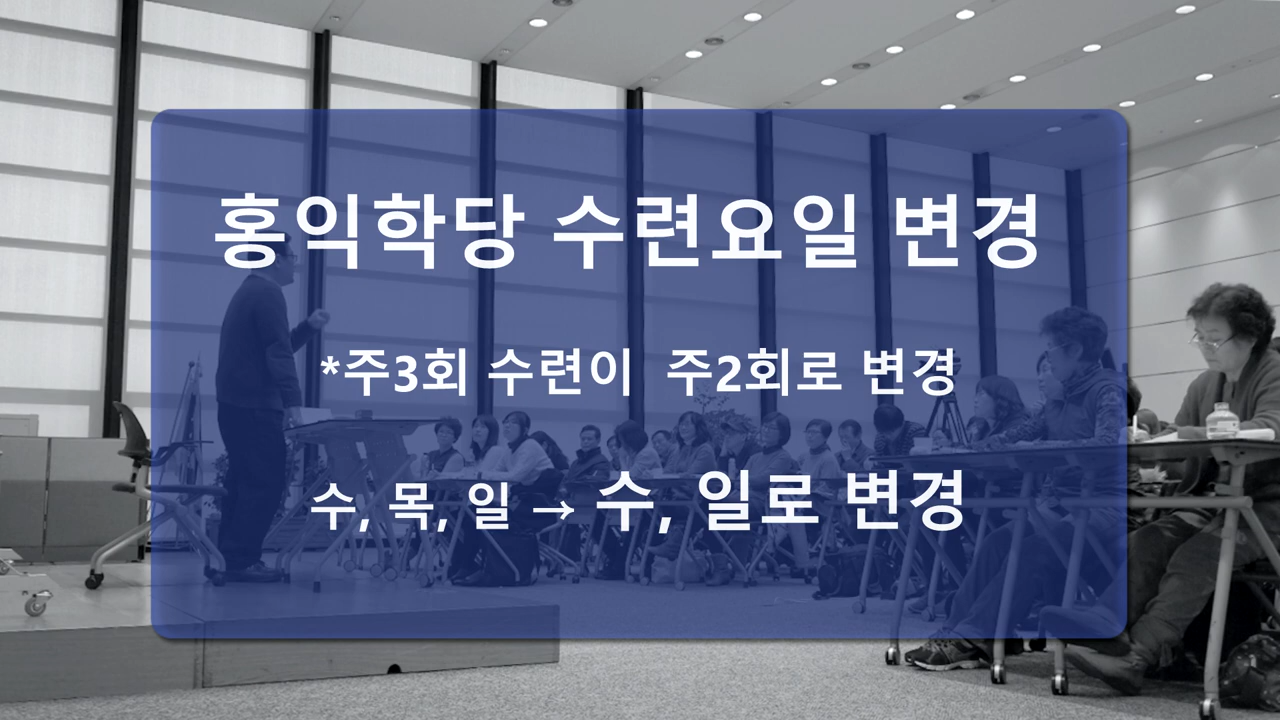 홍익학당 수련요일 변경
*주3회 수련이 주2회로 변경
수, 목, 일 → 수, 일로 변경